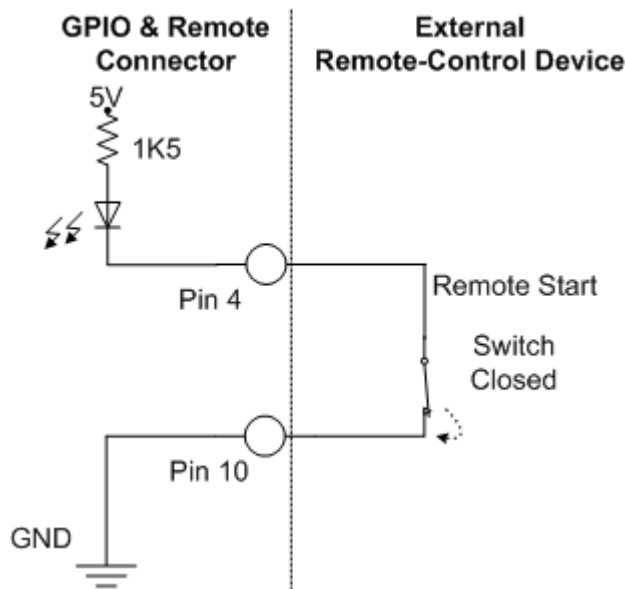 GPIO & Remote
Connector
External
Remote-Control Device
5V
1K5
Pin 4
Remote Start
Switch
Closed
Pin 10
GND